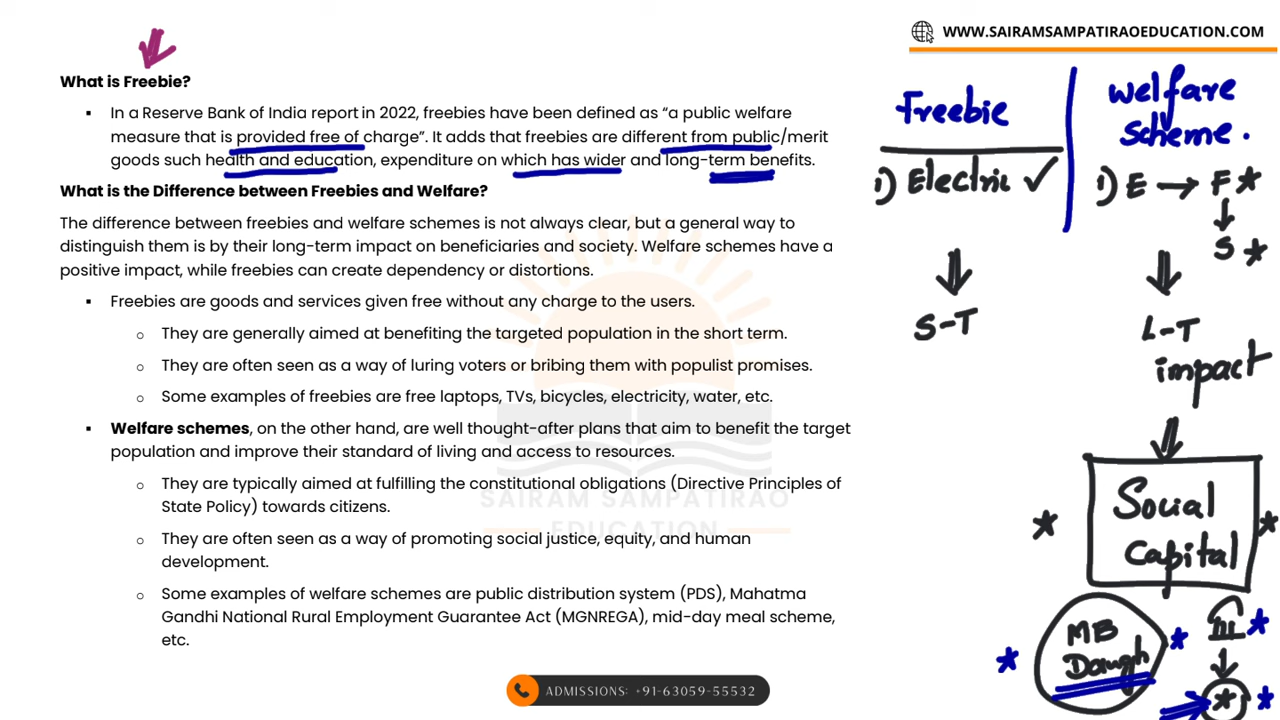 WWW.SAIRAMSAMPATIRAOEDUCATION.COM
What is Freebie?
▪ In a Reserve Bank of India report in 2022, freebies have been defined as “a public welfare
measure that is provided free of charge”. It adds that freebies are different from public/merit
goods such health and education, expenditure on which has wider and long-term benefits.
What is the Difference between Freebies and Welfare?
The difference between freebies and welfare schemes is not always clear, but a general way to
distinguish them is by their long-term impact on beneficiaries and society. Welfare schemes have a
positive impact, while freebies can create dependency or distortions.
▪ Freebies are goods and services given free without any charge to the users.
o They are generally aimed at benefiting the targeted population in the short term.
o They are often seen as a way of luring voters or bribing them with populist promises.
o Some examples of freebies are free laptops, TVs, bicycles, electricity, water, etc.
▪ Welfare schemes, on the other hand, are well thought-after plans that aim to benefit the target
population and improve their standard of living and access to resources.
o They are typically aimed at fulfilling the constitutional obligations (Directive Principles of
State Policy) towards citizens.
o They are often seen as a way of promoting social justice, equity, and human
development.
o Some examples of welfare schemes are public distribution system (PDS), Mahatma
Gandhi National Rural Employment Guarantee Act (MGNREGA), mid-day meal scheme,
etc.
SAIRAM SAMPATIRAO
EDUCATION
Freebie
1) Electric ✓
S-T
Welfare
Scheme.
1) E → F *
↓
S *
L-T
impact
Social
Capital
MB
Daugh
ADMISSIONS: +91-63059-55532